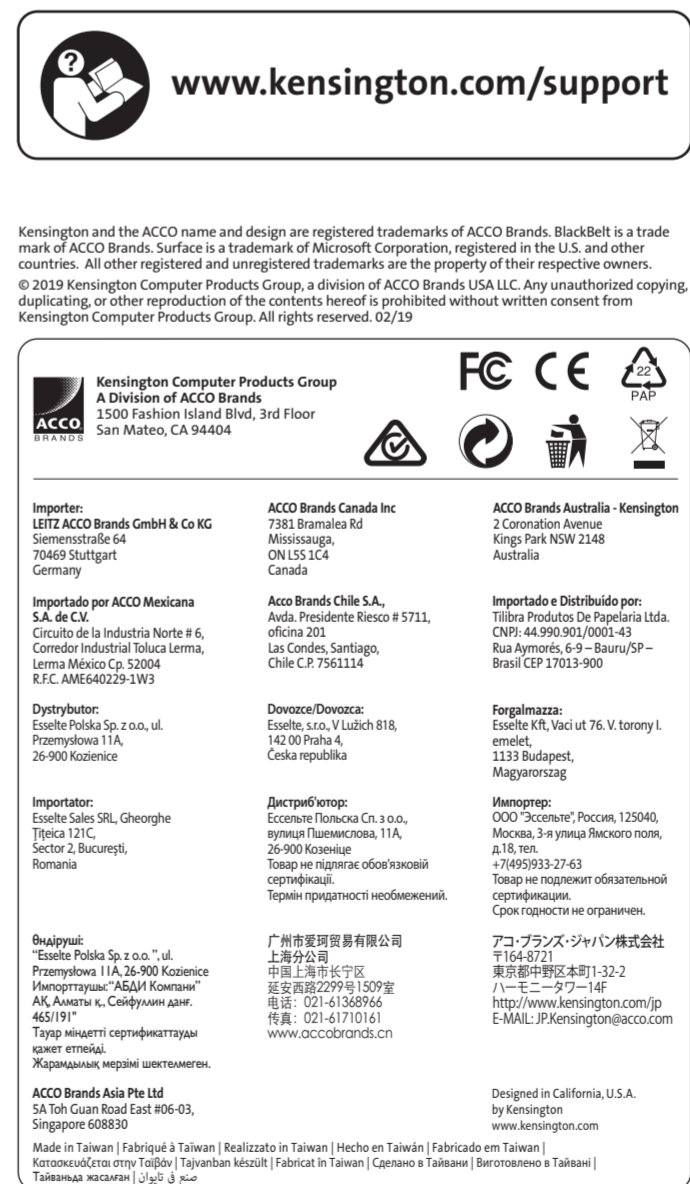 www.kensington.com/support
Kensington and the ACCO name and design are registered trademarks of ACCO Brands. BlackBelt is a trade
mark of ACCO Brands. Surface is a trademark of Microsoft Corporation, registered in the U.S. and other
countries. All other registered and unregistered trademarks are the property of their respective owners.
© 2019 Kensington Computer Products Group, a division of ACCO Brands USA LLC. Any unauthorized copying,
duplicating, or other reproduction of the contents hereof is prohibited without written consent from
Kensington Computer Products Group. All rights reserved. 02/19
ACCO
BRANDS
Kensington Computer Products Group
A Division of ACCO Brands
1500 Fashion Island Blvd, 3rd Floor
San Mateo, CA 94404
FC CE
22
PAP
Importer:
LEITZ ACCO Brands GmbH & Co KG
Siemensstraße 64
70469 Stuttgart
Germany
ACCO Brands Canada Inc
7381 Bramalea Rd
Mississauga,
ON L5S 1C4
Canada
ACCO Brands Australia - Kensington
2 Coronation Avenue
Kings Park NSW 2148
Australia
Importado por ACCO Mexicana
S.A. de C.V.
Circuito de la Industria Norte # 6,
Corredor Industrial Toluca Lerma,
Lerma México Cp. 52004
R.F.C. AME640229-1W3
Acco Brands Chile S.A.,
Avda. Presidente Riesco # 5711,
oficina 201
Las Condes, Santiago,
Chile C.P. 7561114
Importado e Distribuído por:
Tilibra Produtos De Papelaria Ltda.
CNPJ: 44.990.901/0001-43
Rua Aymorés, 6-9 – Bauru/SP –
Brasil CEP 17013-900
Dystrybutor:
Esselte Polska Sp. z o.o., ul.
Przemysłowa 11A,
26-900 Kozienice
Dovozce/Dovozca:
Esselte, s.r.o., V Lužich 818,
142 00 Praha 4,
Česka republika
Forgalmazza:
Esselte Kft, Vaci ut 76. V. torony I.
emelet,
1133 Budapest,
Magyarorszag
Importator:
Esselte Sales SRL, Gheorghe
Țițeica 121C,
Sector 2, București,
Romania
Дистриб'ютор:
Ессельте Польска Сп. з о.о.,
вулиця Пшемислова, 11А,
26-900 Козеніце
Товар не підлягає обов'язковій
сертифікації.
Термін придатності необмежений.
Импортер:
ООО "Эссельте", Россия, 125040,
Москва, 3-я улица Ямского поля,
д.18, тел.
+7(495)933-27-63
Товар не подлежит обязательной
сертификации.
Срок годности не ограничен.
Өндіруші:
“Esselte Polska Sp. z o.o. ”, ul.
Przemysłowa 11A, 26-900 Kozienice
Импорттаушы:“АБДИ Компани”
АҚ, Алматы қ., Сейфуллин даңғ.
465/191"
Тауар міндетті сертификаттауды
қажет етпейді.
Жарамдылық мерзімі шектелмеген.
广州市爱珂贸易有限公司
上海分公司
中国上海市长宁区
延安西路2299号1509室
电话：021-61368966
传真：021-61710161
www.accobrands.cn
アコ・ブランズ・ジャパン株式会社
〒164-8721
東京都中野区本町1-32-2
ハーモニータワー14F
http://www.kensington.com/jp
E-MAIL: JP.Kensington@acco.com
ACCO Brands Asia Pte Ltd
5A Toh Guan Road East #06-03,
Singapore 608830
Designed in California, U.S.A.
by Kensington
www.kensington.com
Made in Taiwan | Fabriqué à Taïwan | Realizzato in Taiwan | Hecho en Taiwán | Fabricado em Taiwan |
Κατασκευάζεται στην Ταϊβάν | Tajvanban készült | Fabricat în Taiwan | Сделано в Тайвани | Виготовлено в Тайвані |
Тайваньда жасалған | صنع في تايوان